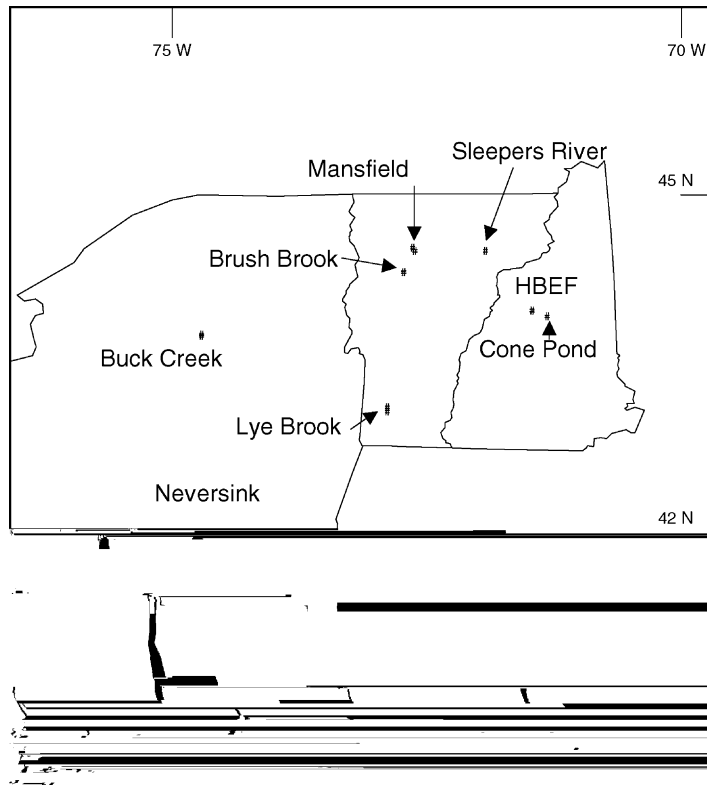 75 W
70 W
Sleepers River
Mansfield
45 N
Brush Brook
HBEF
Buck Creek
Cone Pond
Lye Brook
Neversink
42 N